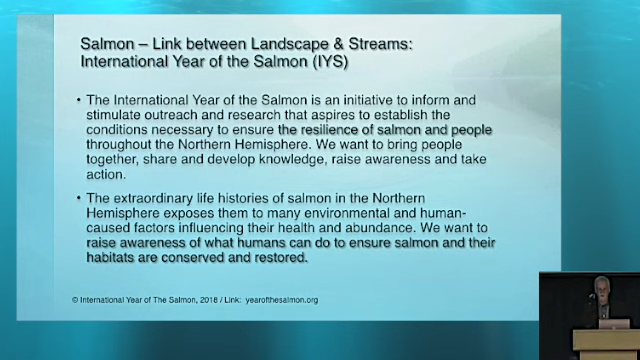 Salmon – Link between Landscape & Streams:
International Year of the Salmon (IYS)
• The International Year of the Salmon is an initiative to inform and
stimulate outreach and research that aspires to establish the
conditions necessary to ensure the resilience of salmon and people
throughout the Northern Hemisphere. We want to bring people
together, share and develop knowledge, raise awareness and take
action.
• The extraordinary life histories of salmon in the Northern
Hemisphere exposes them to many environmental and human-
caused factors influencing their health and abundance. We want to
raise awareness of what humans can do to ensure salmon and their
habitats are conserved and restored.
© International Year of The Salmon, 2018 / Link: yearofthesalmon.org